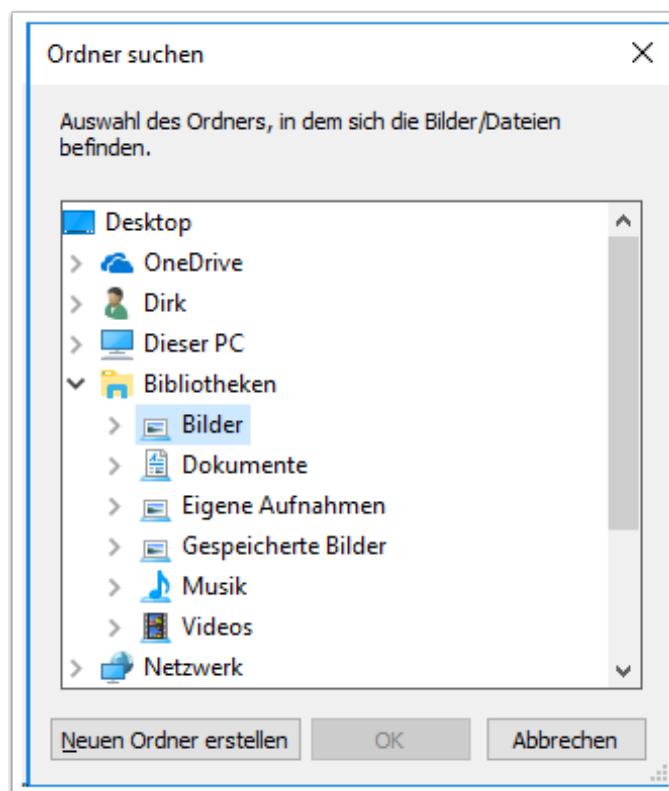 Ordner suchen
Auswahl des Ordners, in dem sich die Bilder/Dateien
befinden.
Desktop
OneDrive
Dirk
Dieser PC
Bibliotheken
Bilder
Dokumente
Eigene Aufnahmen
Gespeicherte Bilder
Musik
Videos
Netzwerk
Neuen Ordner erstellen OK Abbrechen